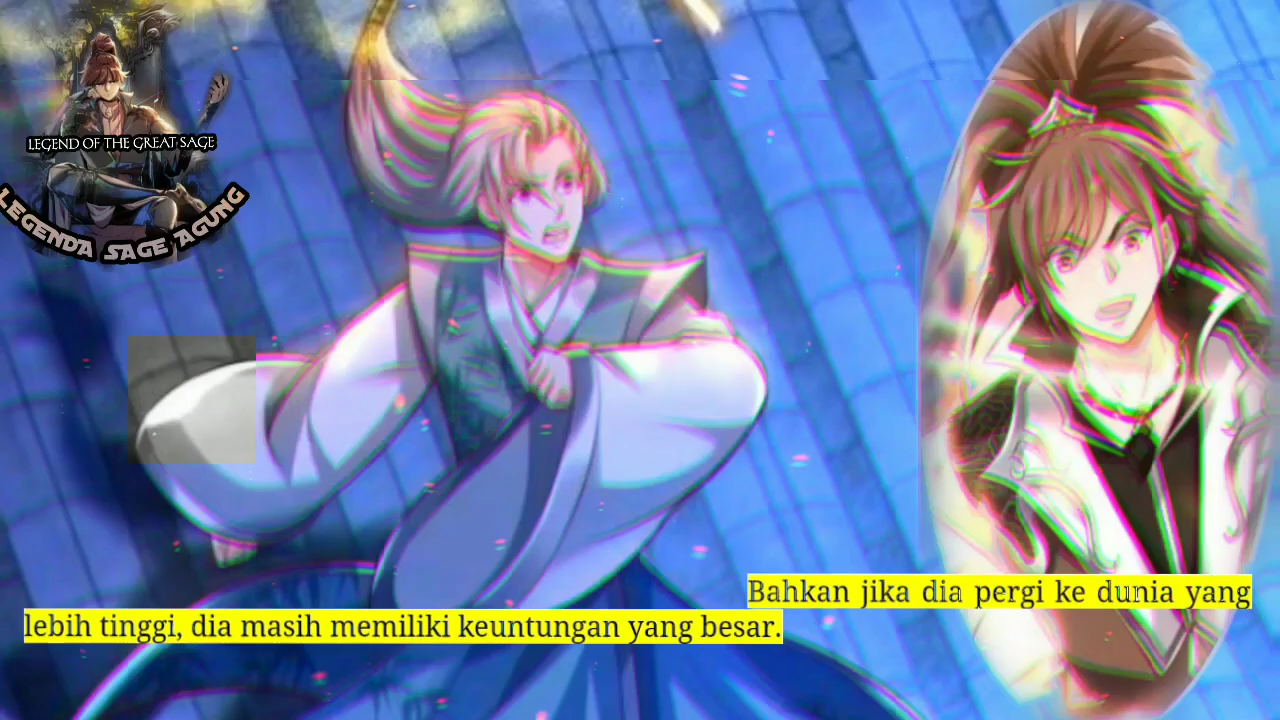 LEGEND OF THE GREAT SAGE
LEGENDA SAGE AGUNG
Bahkan jika dia pergi ke dunia yang
lebih tinggi, dia masih memiliki keuntungan yang besar.